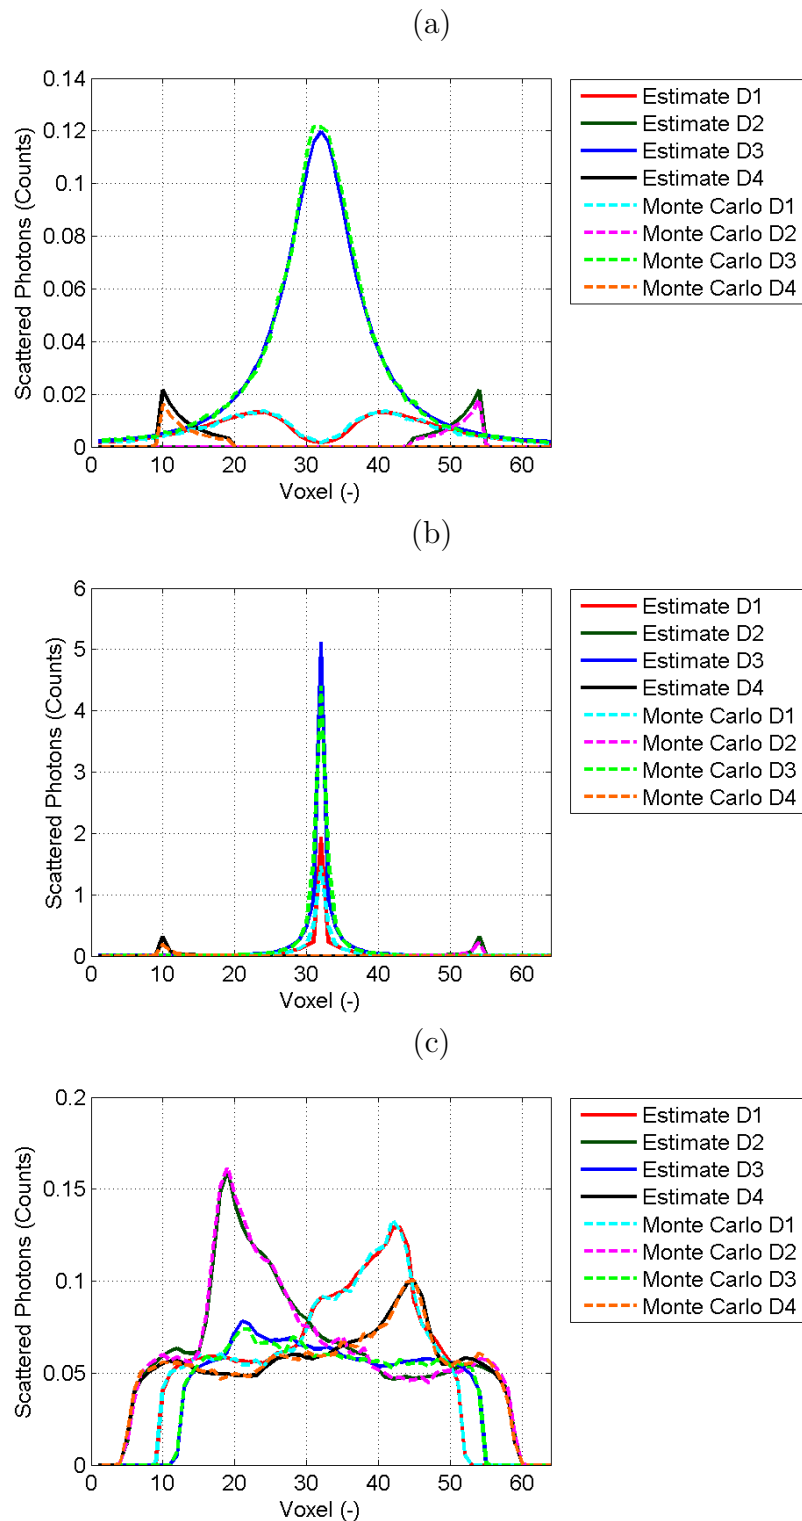 (a)
0.14
0.12
0.1
0.08
0.06
0.04
0.02
0
Scattered Photons (Counts)
10 20 30 40 50 60
0
Voxel (-)
Estimate D1
Estimate D2
Estimate D3
Estimate D4
Monte Carlo D1
Monte Carlo D2
Monte Carlo D3
Monte Carlo D4
(b)
6
5
4
3
2
1
0
Scattered Photons (Counts)
0 10 20 30 40 50 60
Voxel (-)
Estimate D1
Estimate D2
Estimate D3
Estimate D4
Monte Carlo D1
Monte Carlo D2
Monte Carlo D3
Monte Carlo D4
(c)
0.2
0.15
0.1
0.05
0
Scattered Photons (Counts)
0 10 20 30 40 50 60
Voxel (-)
Estimate D1
Estimate D2
Estimate D3
Estimate D4
Monte Carlo D1
Monte Carlo D2
Monte Carlo D3
Monte Carlo D4